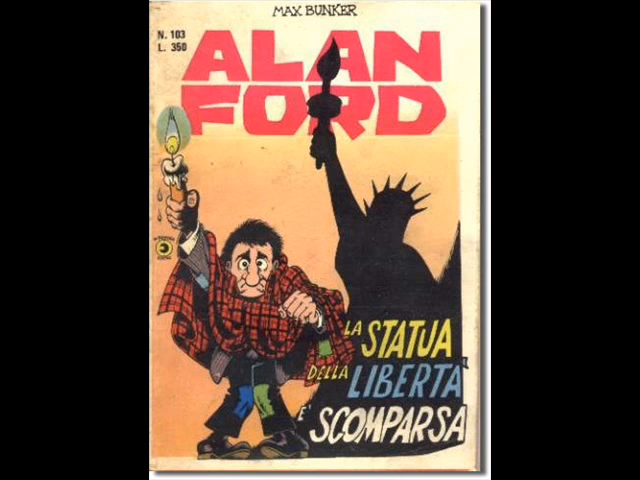 MAX BUNKER
N. 103
L. 350
ALAN
FORD
LA STATUA
DELLA LIBERTA'
E' SCOMPARSA